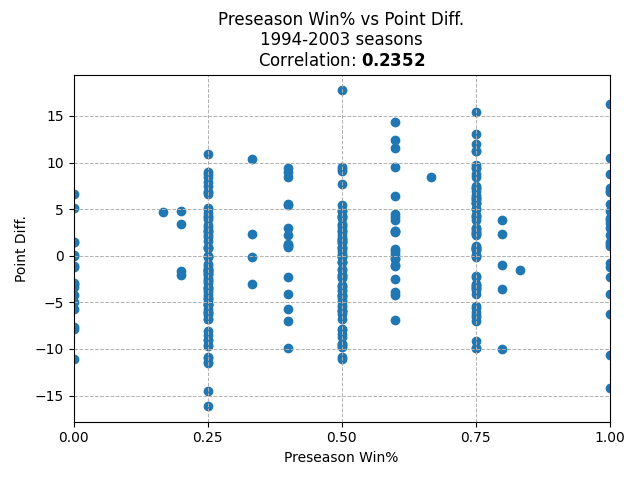 Preseason Win% vs Point Diff.
1994-2003 seasons
Correlation: 0.2352
Point Diff.
15
10
5
0
−5
−10
−15
0.00 0.25 0.50 0.75 1.00
Preseason Win%